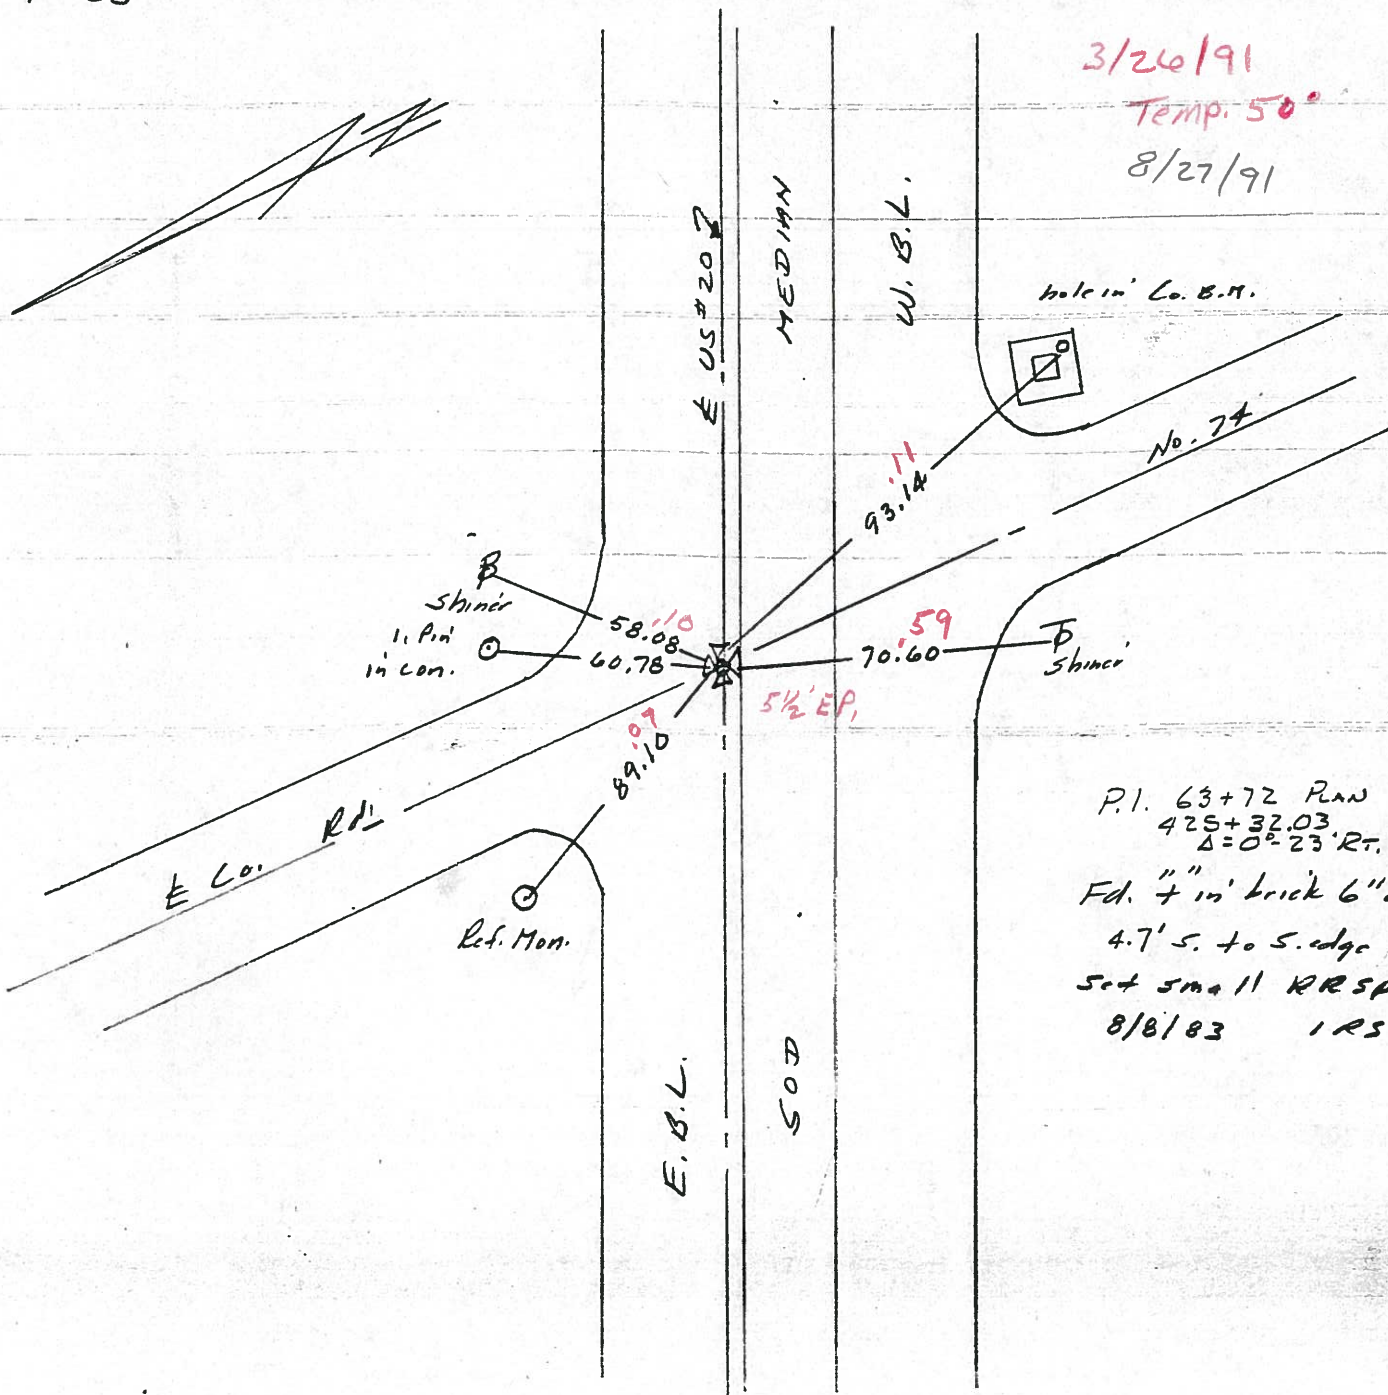 3/26/91
Temp. 50°
8/27/91
℄ US #20
MEDIAN
W. B. L.
hole in Co. B.M.
No. 74
.11
93.14
shiner
58.08 .10
I. Pin
in Con.
60.78
.59
70.60
shiner
5½' EP.
.09
89.10
℄ Co. Rd.
Ref. Mon.
P.I. 63+72 PLAN
425+32.03
Δ=0°-23' RT.
Fd. "+" in brick 6"
4.7' S. to S. edge
Set small RR
8/8/83
E. B. L.
SOD